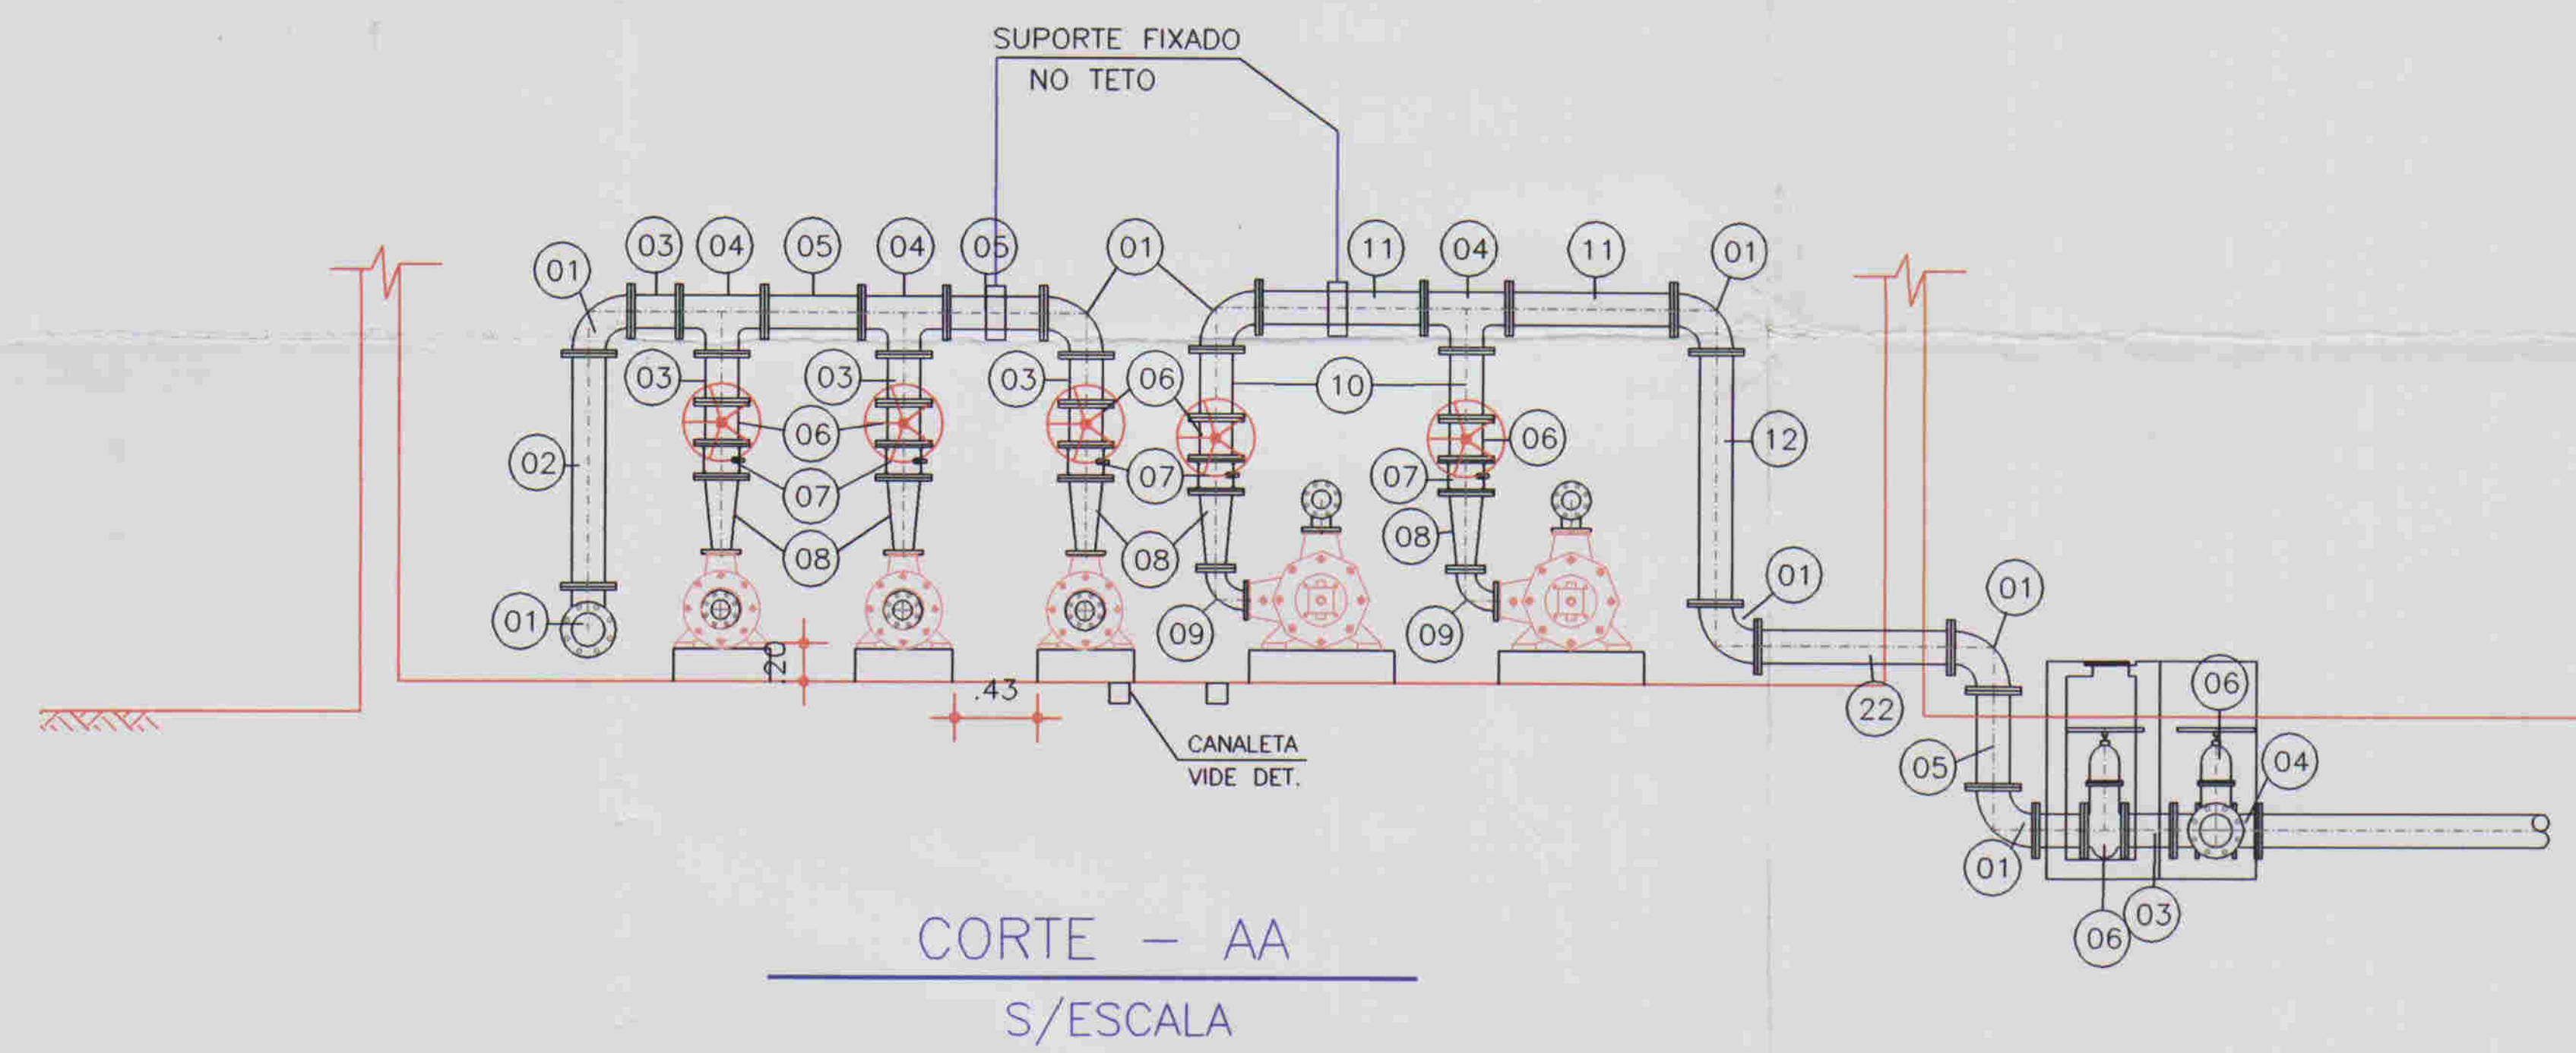 SUPORTE FIXADO
NO TETO
01 03 04 05 04 05 01 11 04 11 01
03 03 03 06 10
02 06 06 12
07 07 07
08 08 08
01 01 01
09 09
.20
.43
22 06
CANALETA
VIDE DET.
05 04
01
06 03
CORTE - AA
S/ESCALA